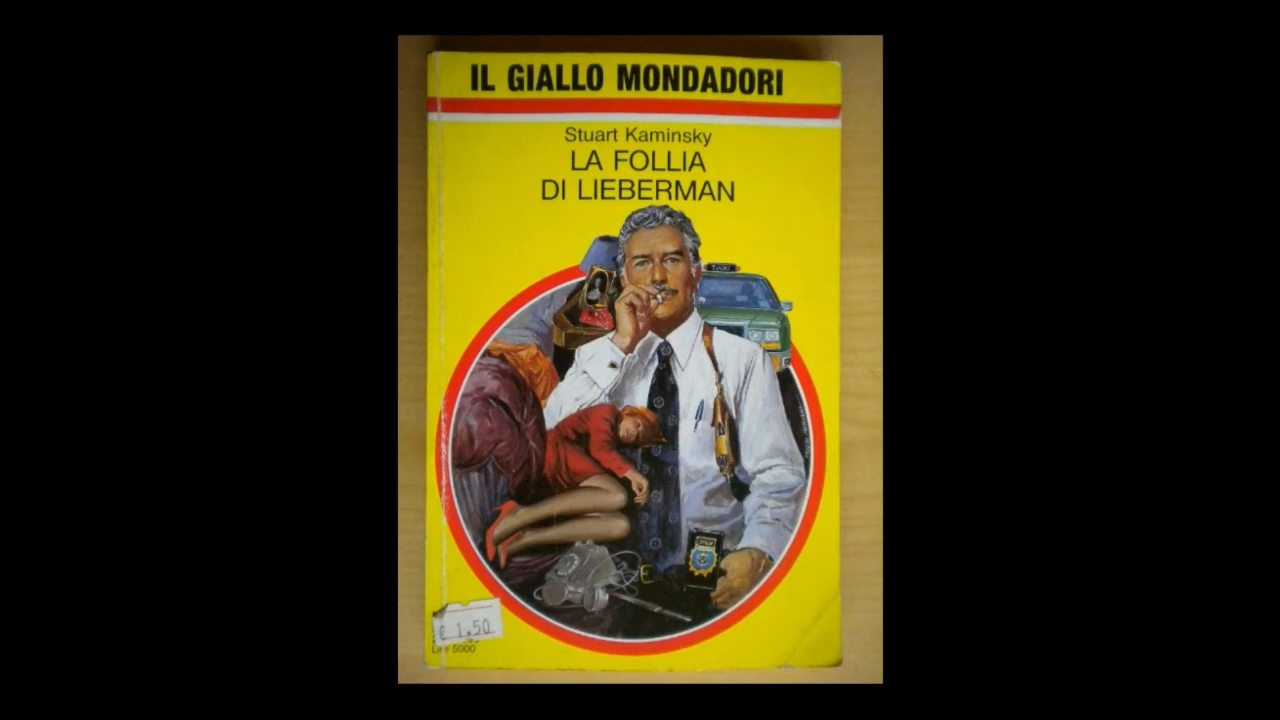 IL GIALLO MONDADORI
Stuart Kaminsky
LA FOLLIA
DI LIEBERMAN
TAXI
€ 1.50
Lire 5000